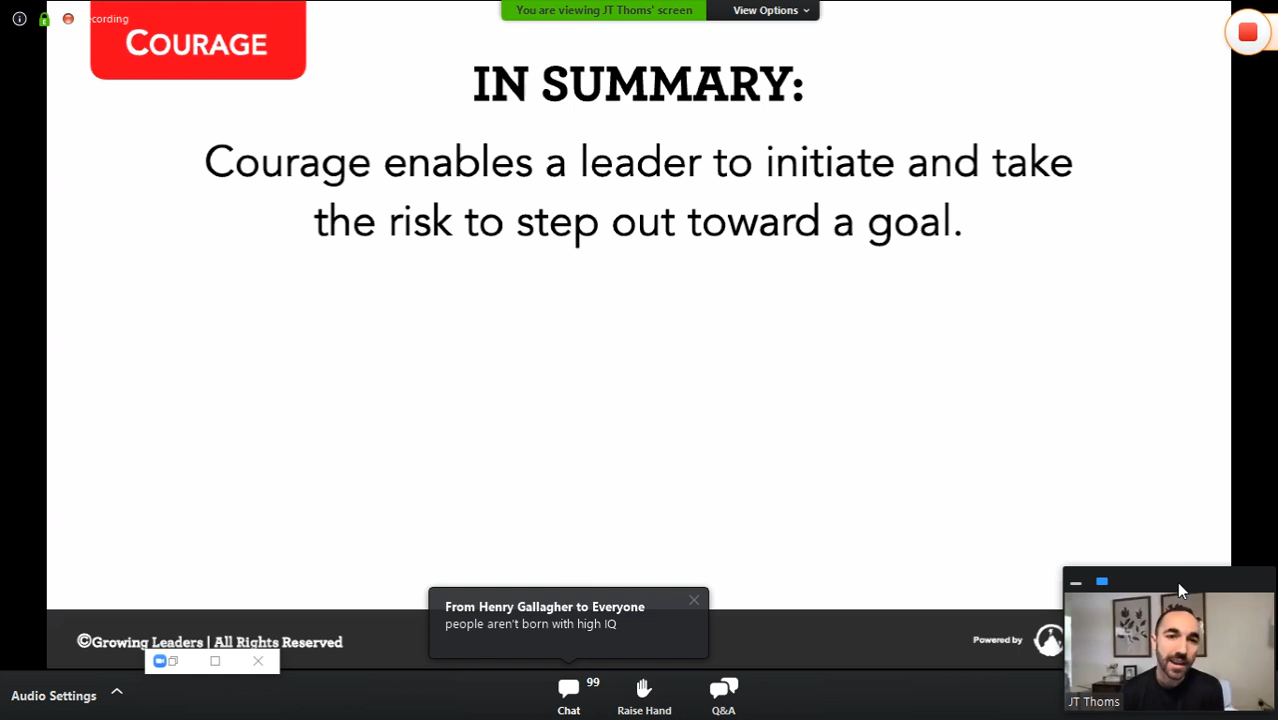 cording
You are viewing JT Thoms' screen
View Options
COURAGE
IN SUMMARY:
Courage enables a leader to initiate and take
the risk to step out toward a goal.
From Henry Gallagher to Everyone
people aren't born with high IQ
©Growing Leaders | All Rights Reserved
Powered by
JT Thoms
Audio Settings
99
Chat
Raise Hand
Q&A